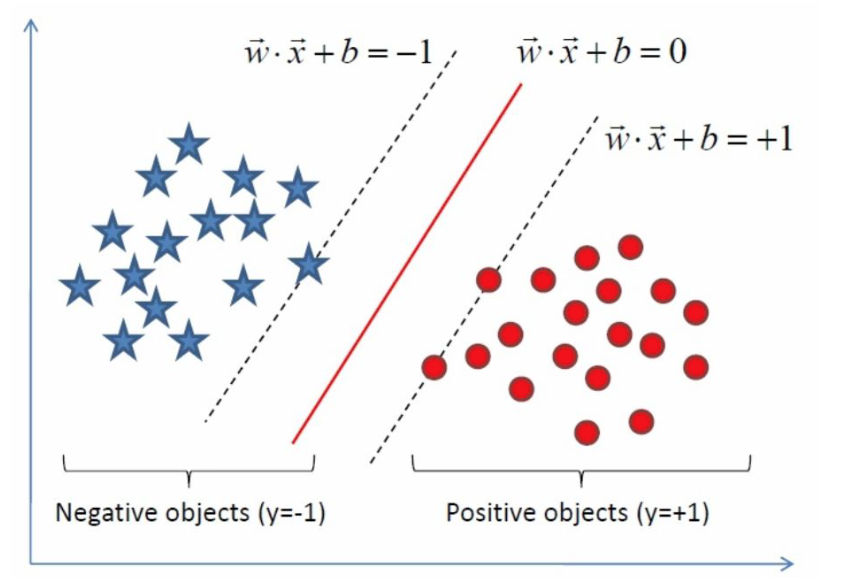 w⃗ · x⃗ + b = −1
w⃗ · x⃗ + b = 0
w⃗ · x⃗ + b = +1
Negative objects (y=-1)
Positive objects (y=+1)